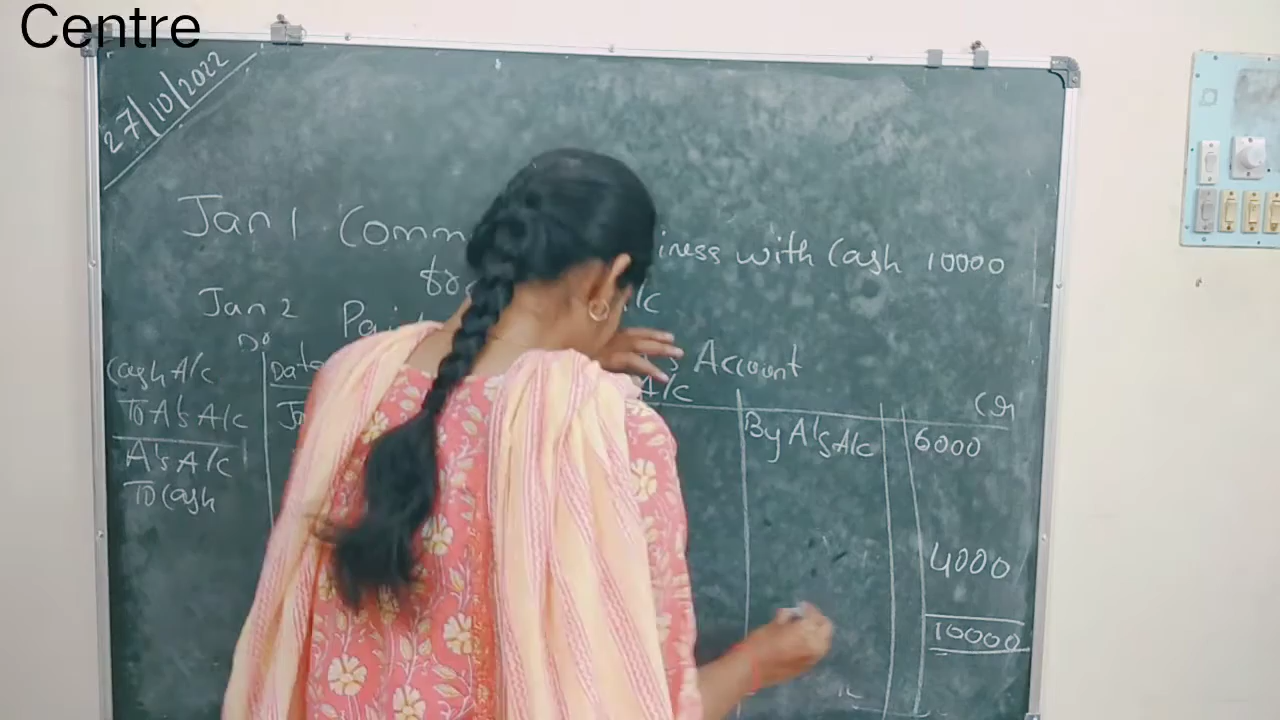 Centre
27/10/2022
Jan 1 Comm iness with Cash 10000
/c
Jan 2 Paid
Dr
Cash A/c Date 's Account
To A's A/c A/c Cr
By A's A/c 6000
A's A/c
To Cash
4000
10000